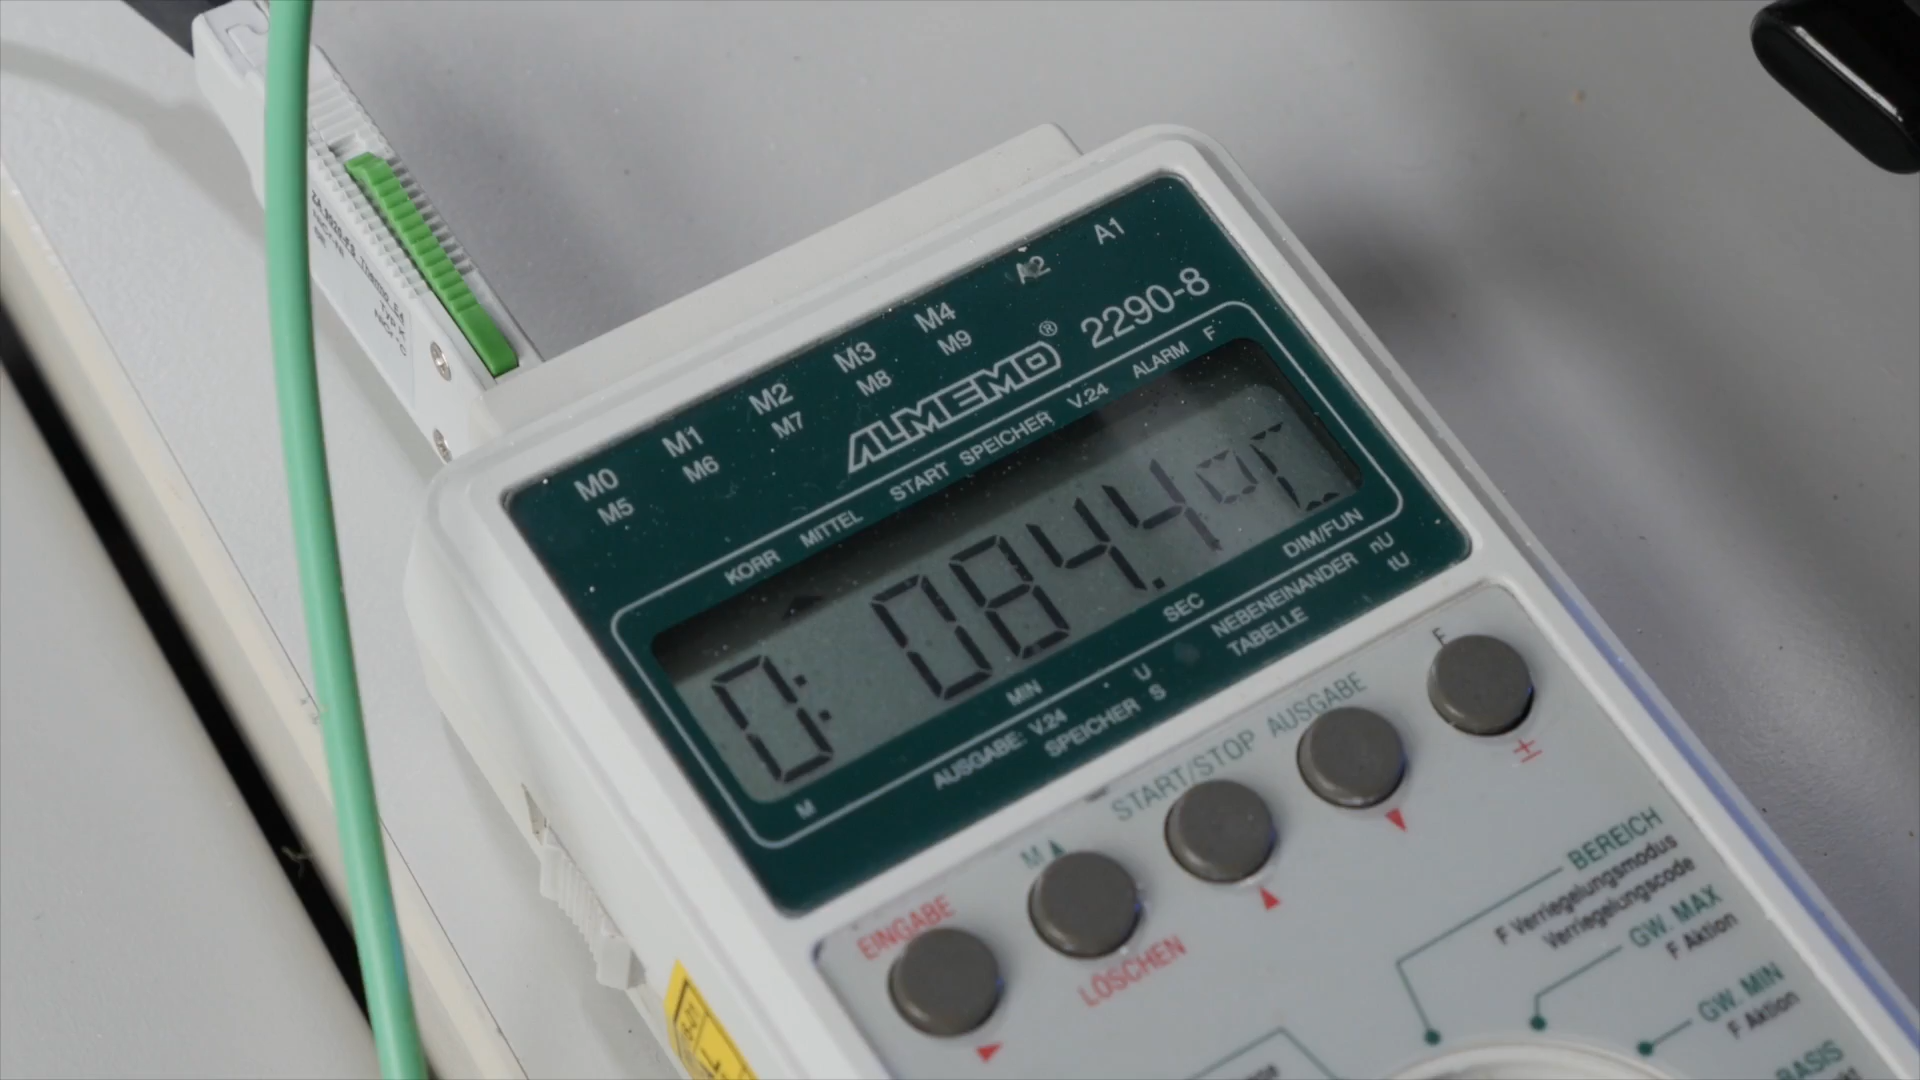 M0 M1 M2 M3 M4 A2 A1
M5 M6 M7 M8 M9
ALMEMO® 2290-8
KORR MITTEL START SPEICHER V.24 ALARM F
0: 084.4°C
M MIN SEC DIM/FUN
AUSGABE: V.24 U NEBENEINANDER nU
SPEICHER S TABELLE tU
EINGABE M▲ START/STOP AUSGABE F
LÖSCHEN ±
BEREICH
F Verriegelungsmodus
Verriegelungscode
GW. MAX
F Aktion
GW. MIN
F Aktion
BASIS